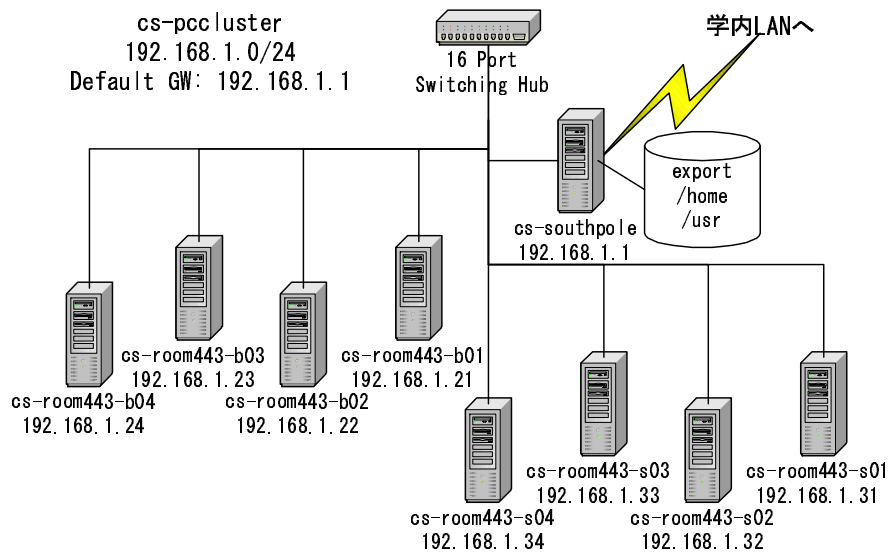 cs-pccluster
192.168.1.0/24
Default GW: 192.168.1.1
16 Port
Switching Hub
学内LANへ
export
/home
/usr
cs-southpole
192.168.1.1
cs-room443-b04
192.168.1.24
cs-room443-b03
192.168.1.23
cs-room443-b02
192.168.1.22
cs-room443-b01
192.168.1.21
cs-room443-s04
192.168.1.34
cs-room443-s03
192.168.1.33
cs-room443-s02
192.168.1.32
cs-room443-s01
192.168.1.31